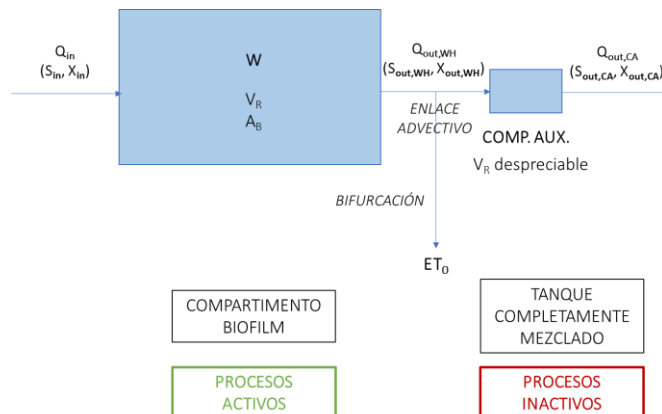 Q_in
(S_in, X_in)
W
V_R
A_B
Q_out,WH
(S_out,WH, X_out,WH)
ENLACE
ADVECTIVO
Q_out,CA
(S_out,CA, X_out,CA)
COMP. AUX.
V_R despreciable
BIFURCACIÓN
ET_0
COMPARTIMENTO
BIOFILM
TANQUE
COMPLETAMENTE
MEZCLADO
PROCESOS
ACTIVOS
PROCESOS
INACTIVOS